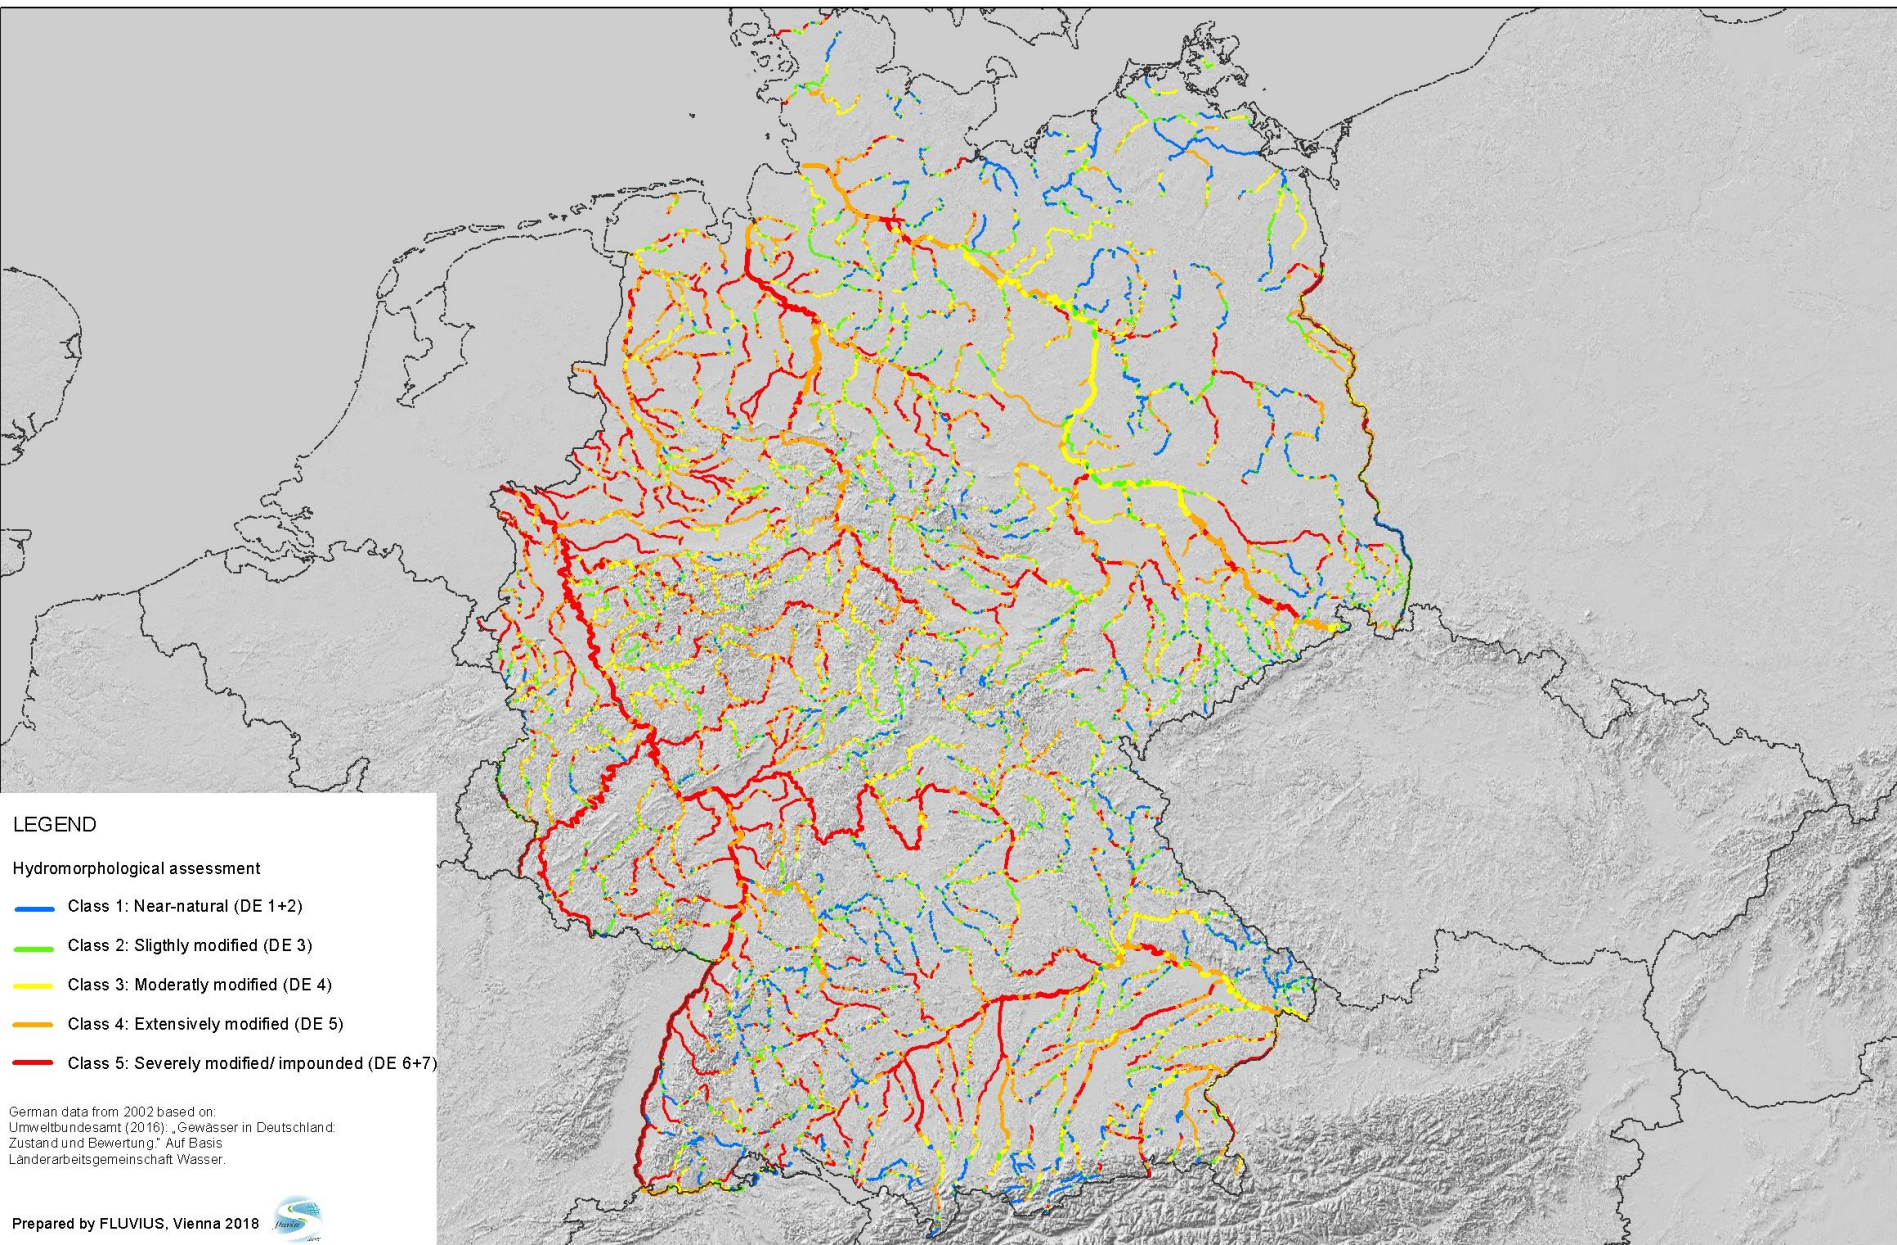 LEGEND
Hydromorphological assessment
Class 1: Near-natural (DE 1+2)
Class 2: Sligthly modified (DE 3)
Class 3: Moderatly modified (DE 4)
Class 4: Extensively modified (DE 5)
Class 5: Severely modified/ impounded (DE 6+7)
German data from 2002 based on:
Umweltbundesamt (2016): „Gewässer in Deutschland:
Zustand und Bewertung." Auf Basis
Länderarbeitsgemeinschaft Wasser.
Prepared by FLUVIUS, Vienna 2018
fluvius